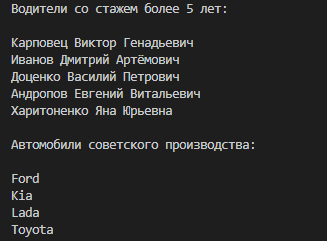 Водители со стажем более 5 лет:
Карповец Виктор Генадьевич
Иванов Дмитрий Артёмович
Доценко Василий Петрович
Андропов Евгений Витальевич
Харитоненко Яна Юрьевна
Автомобили советского производства:
Ford
Kia
Lada
Toyota